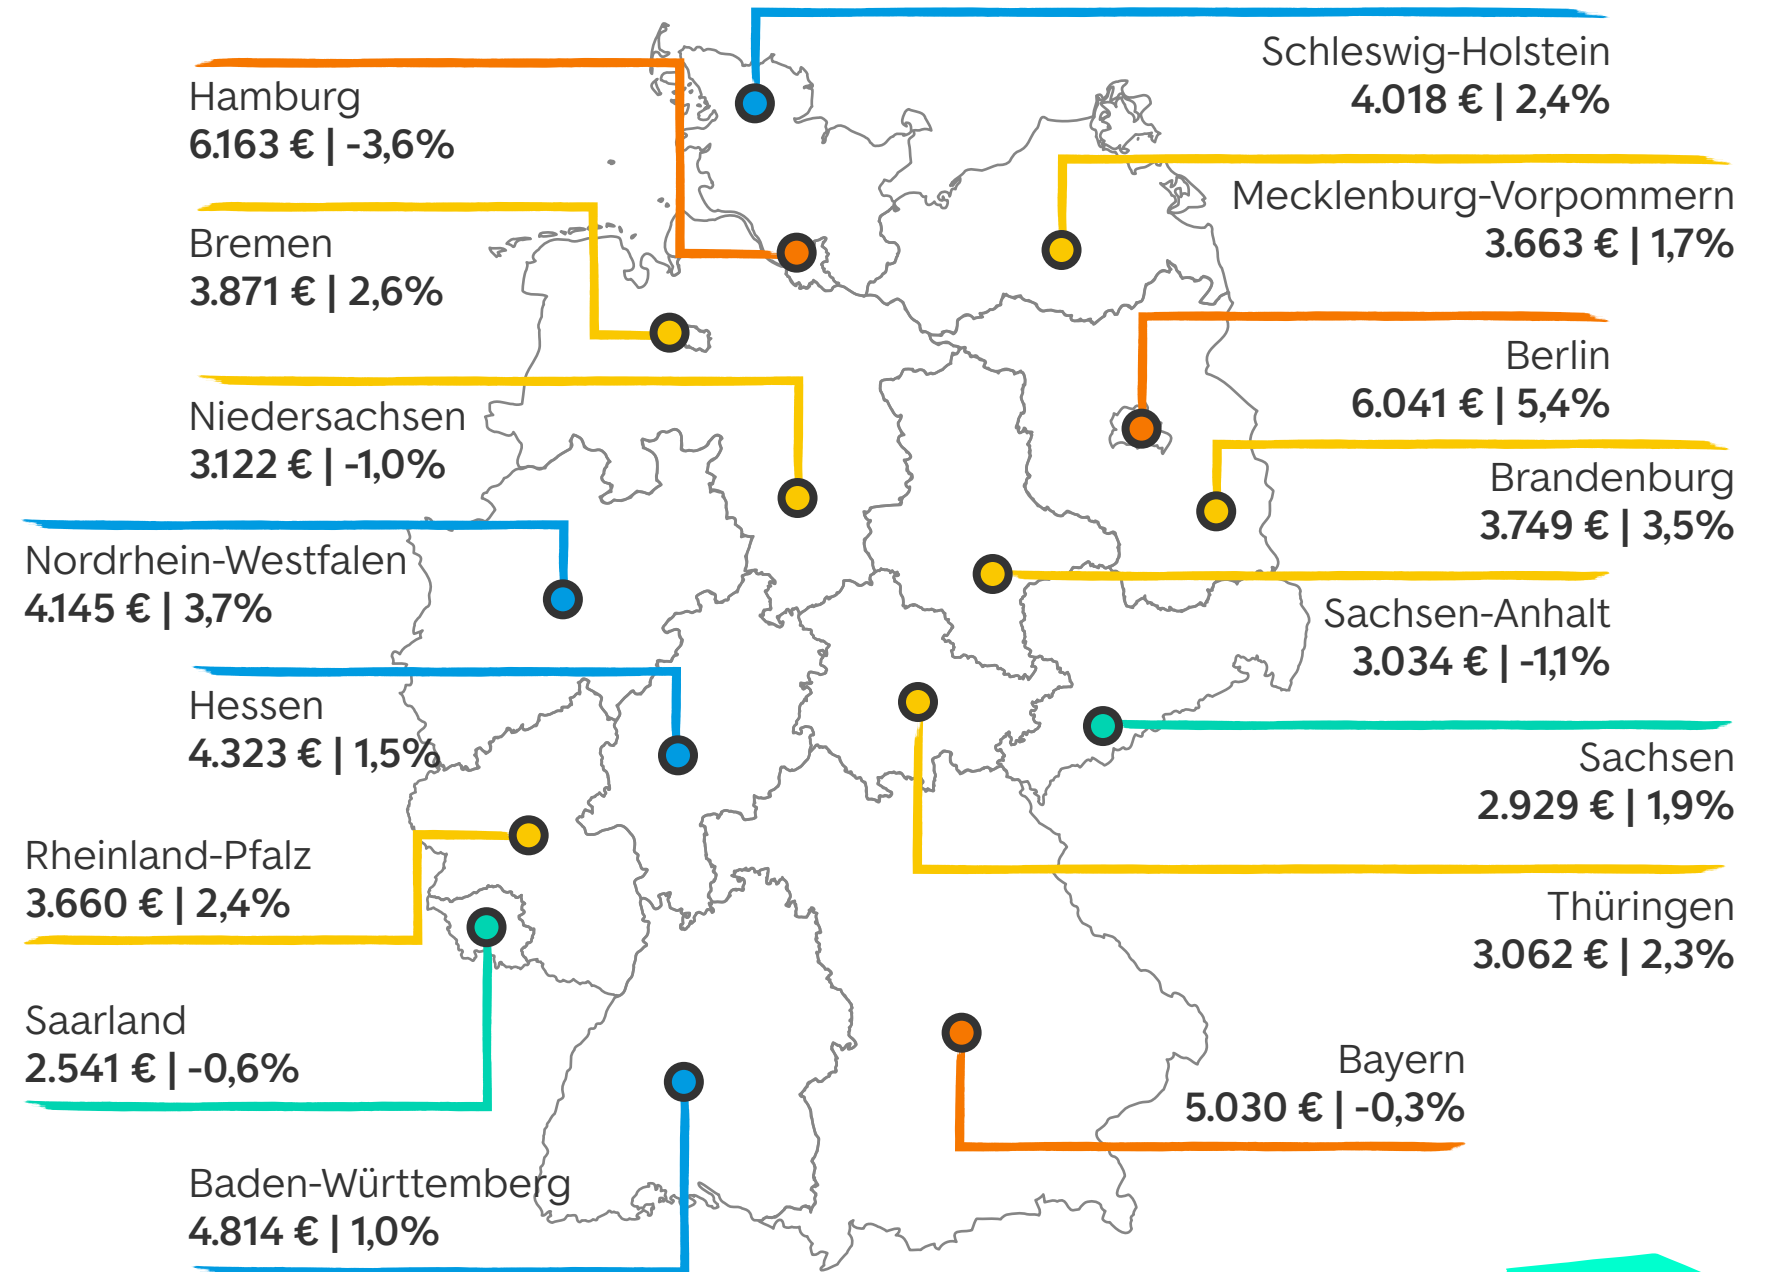 Schleswig-Holstein
4.018 € | 2,4%
Hamburg
6.163 € | -3,6%
Mecklenburg-Vorpommern
3.663 € | 1,7%
Bremen
3.871 € | 2,6%
Berlin
6.041 € | 5,4%
Niedersachsen
3.122 € | -1,0%
Brandenburg
3.749 € | 3,5%
Nordrhein-Westfalen
4.145 € | 3,7%
Sachsen-Anhalt
3.034 € | -1,1%
Hessen
4.323 € | 1,5%
Sachsen
2.929 € | 1,9%
Rheinland-Pfalz
3.660 € | 2,4%
Thüringen
3.062 € | 2,3%
Saarland
2.541 € | -0,6%
Bayern
5.030 € | -0,3%
Baden-Württemberg
4.814 € | 1,0%